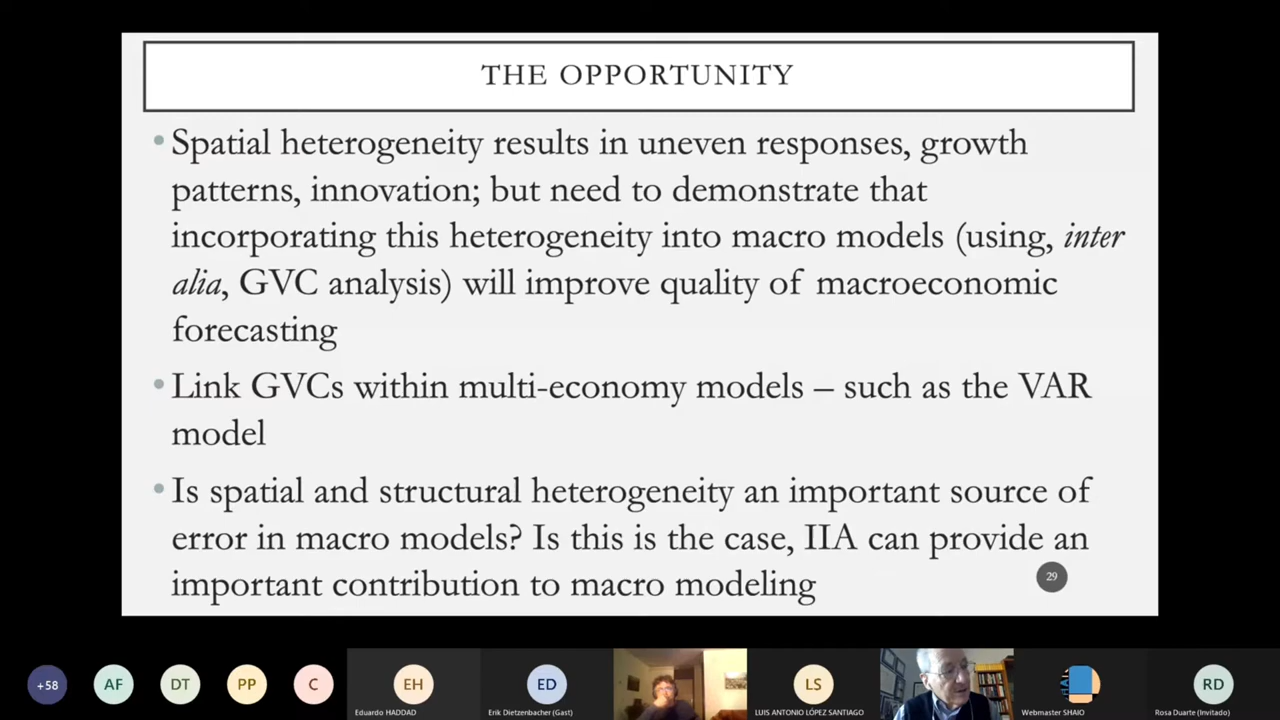 THE OPPORTUNITY
• Spatial heterogeneity results in uneven responses, growth
patterns, innovation; but need to demonstrate that
incorporating this heterogeneity into macro models (using, inter
alia, GVC analysis) will improve quality of macroeconomic
forecasting
• Link GVCs within multi-economy models – such as the VAR
model
• Is spatial and structural heterogeneity an important source of
error in macro models? Is this is the case, IIA can provide an
important contribution to macro modeling
29
+58
AF
DT
PP
C
EH
Eduardo HADDAD
ED
Erik Dietzenbacher (Gast)
LS
LUIS ANTONIO LÓPEZ SANTIAGO
Webmaster SHAIO
RD
Rosa Duarte (Invitado)